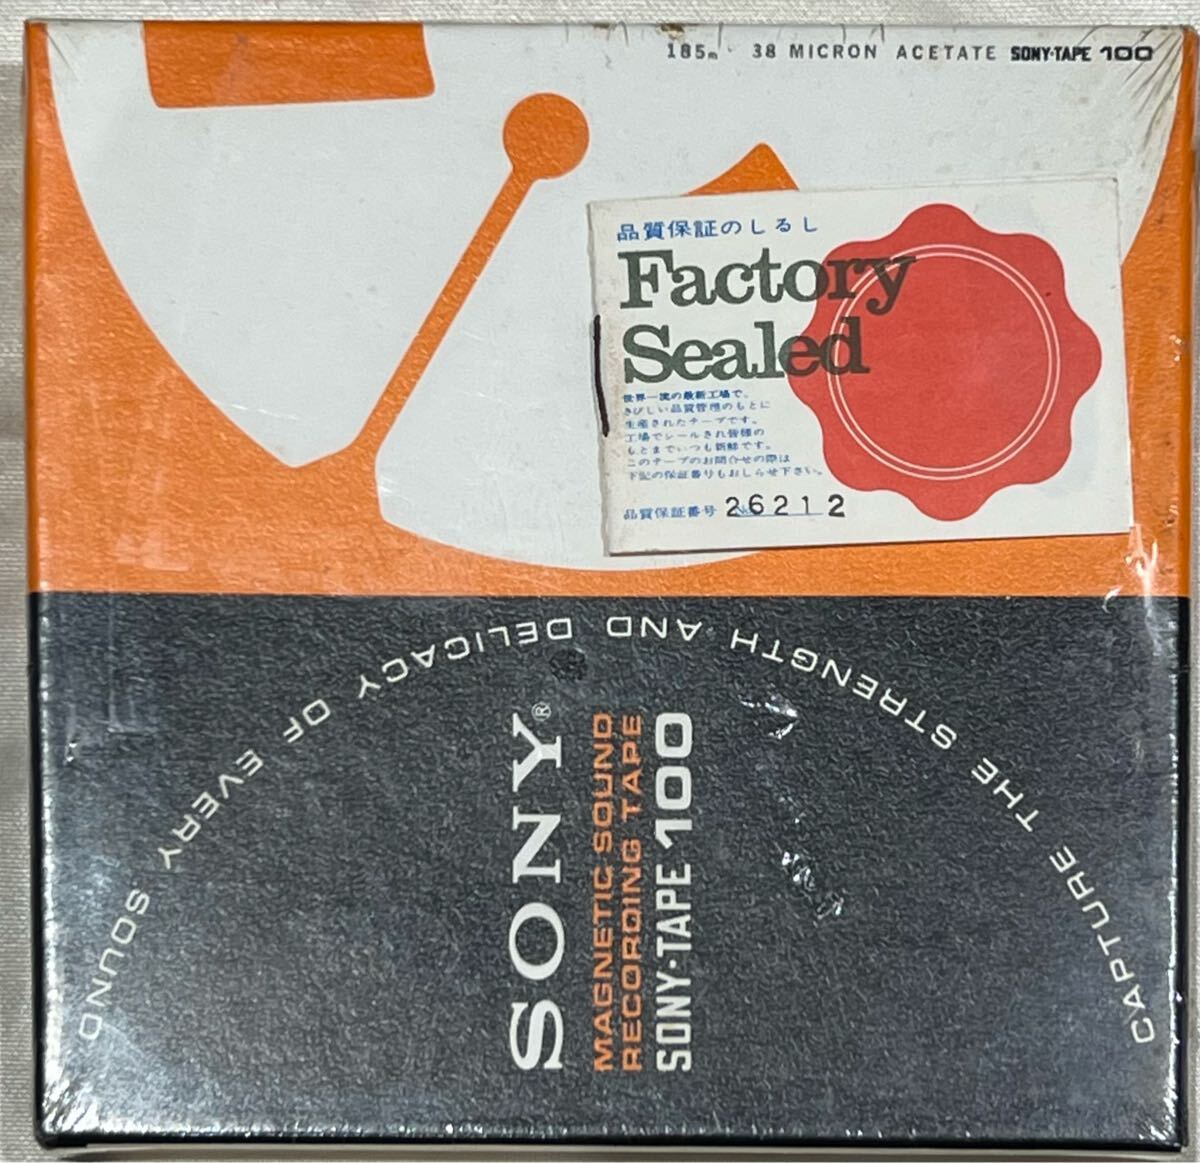 185m 38 MICRON ACETATE SONY·TAPE 100
品質保証のしるし
Factory
Sealed
世界一流の最新工場で、
きびしい品質管理のもとに
生産されたテープです。
工場でシールされ皆様の
もとまでいつも新鮮です。
このテープのお問合せの際は
下記の保証番号もおしらせ下さい。
品質保証番号 No. 26212
CAPTURE THE STRENGTH AND DELICACY OF EVERY SOUND
SONY®
MAGNETIC SOUND
RECORDING TAPE
SONY·TAPE 100